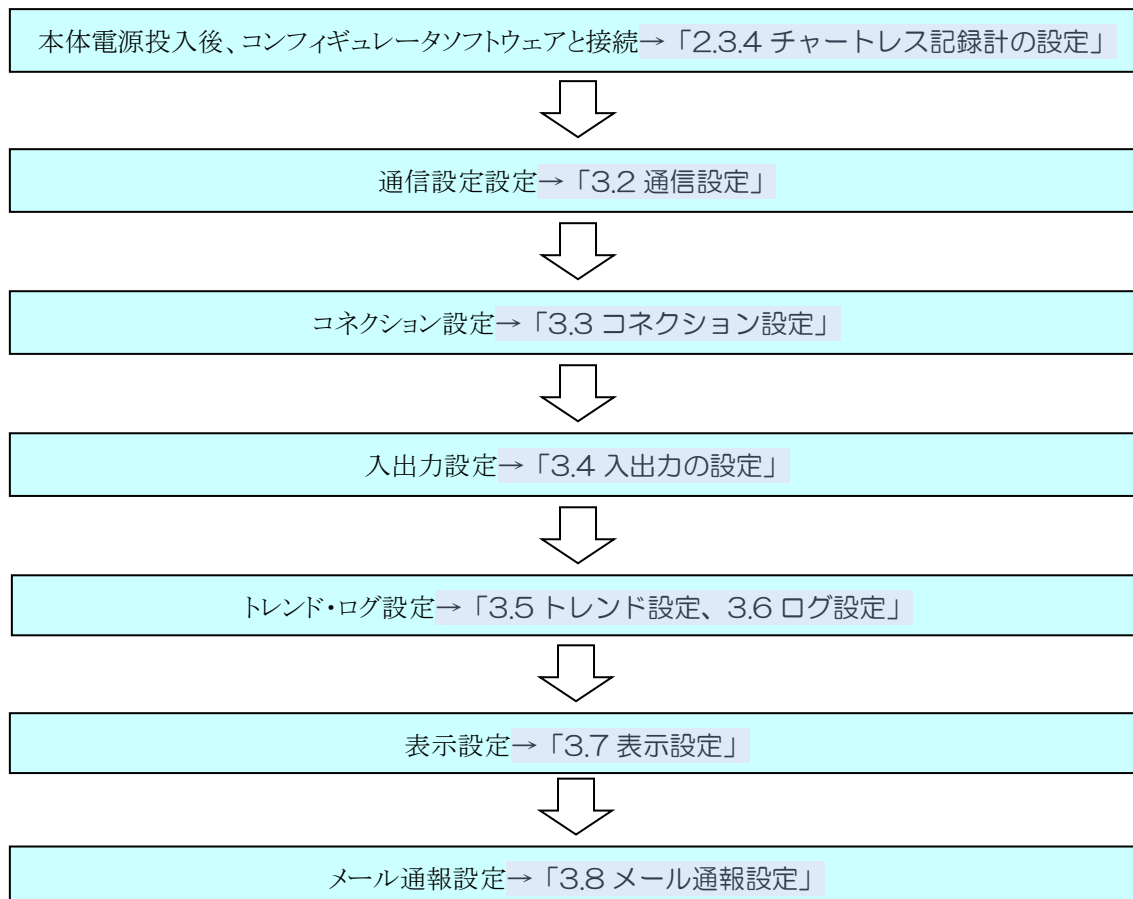 本体電源投入後、コンフィギュレータソフトウェアと接続→「2.3.4 チャートレス記録計の設定」
通信設定設定→「3.2 通信設定」
コネクション設定→「3.3 コネクション設定」
入出力設定→「3.4 入出力の設定」
トレンド・ログ設定→「3.5 トレンド設定、3.6 ログ設定」
表示設定→「3.7 表示設定」
メール通報設定→「3.8 メール通報設定」